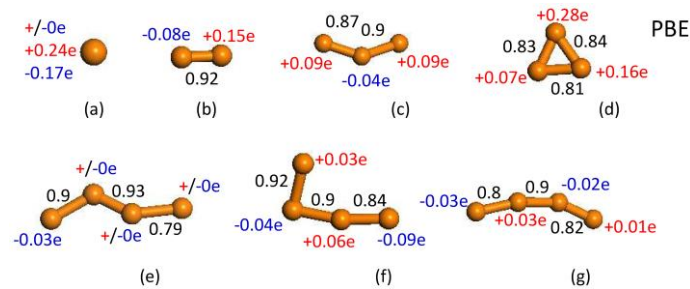 PBE
+/-0e
+0.24e
-0.17e
(a)
-0.08e
+0.15e
0.92
(b)
0.87
0.9
+0.09e
+0.09e
-0.04e
(c)
+0.28e
0.83
0.84
+0.07e
+0.16e
0.81
(d)
+/-0e
0.9
0.93
+/-0e
-0.03e
+/-0e
0.79
(e)
+0.03e
0.92
0.9
0.84
-0.04e
+0.06e
-0.09e
(f)
-0.03e
0.8
0.9
-0.02e
+0.03e
0.82
+0.01e
(g)